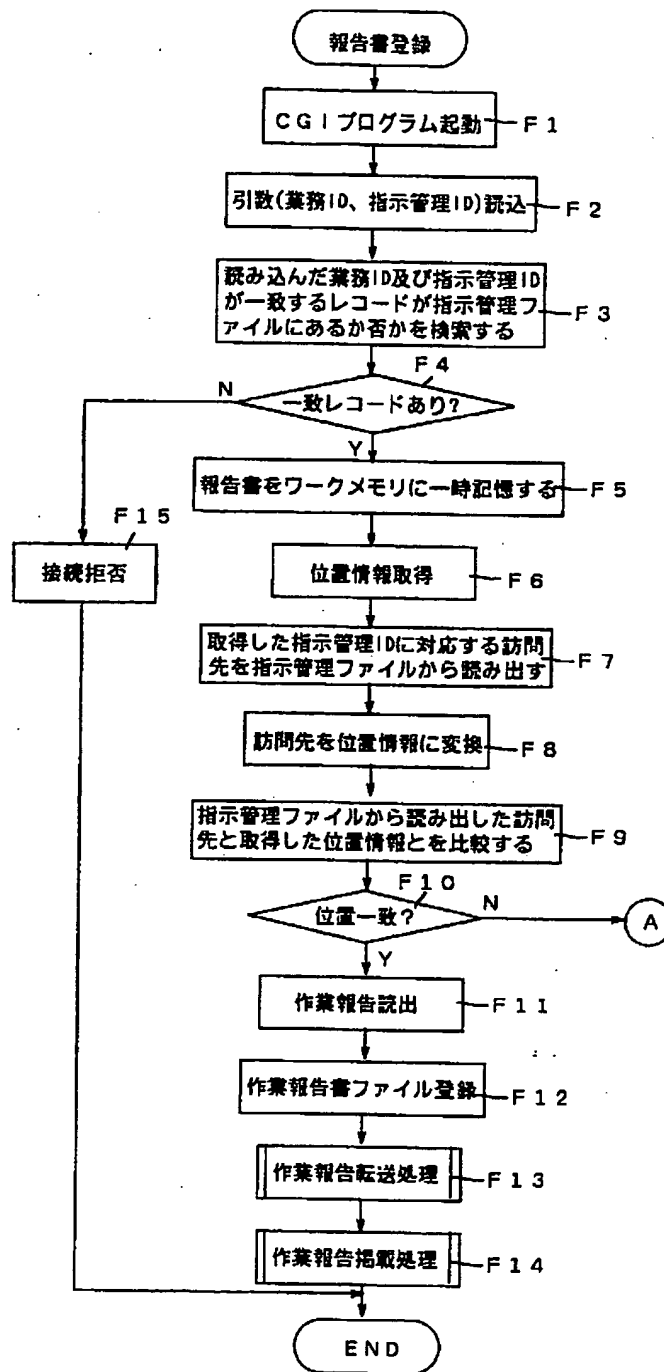 報告書登録
CGIプログラム起動
F1
引数(業務ID、指示管理ID)読込
F2
読み込んだ業務ID及び指示管理ID
が一致するレコードが指示管理フ
ァイルにあるか否かを検索する
F3
F4
N
一致レコードあり?
Y
報告書をワークメモリに一時記憶する
F5
F15
接続拒否
位置情報取得
F6
取得した指示管理IDに対応する訪問
先を指示管理ファイルから読み出す
F7
訪問先を位置情報に変換
F8
指示管理ファイルから読み出した訪問
先と取得した位置情報とを比較する
F9
F10
位置一致?
N
A
Y
作業報告読出
F11
作業報告書ファイル登録
F12
作業報告転送処理
F13
作業報告掲載処理
F14
END